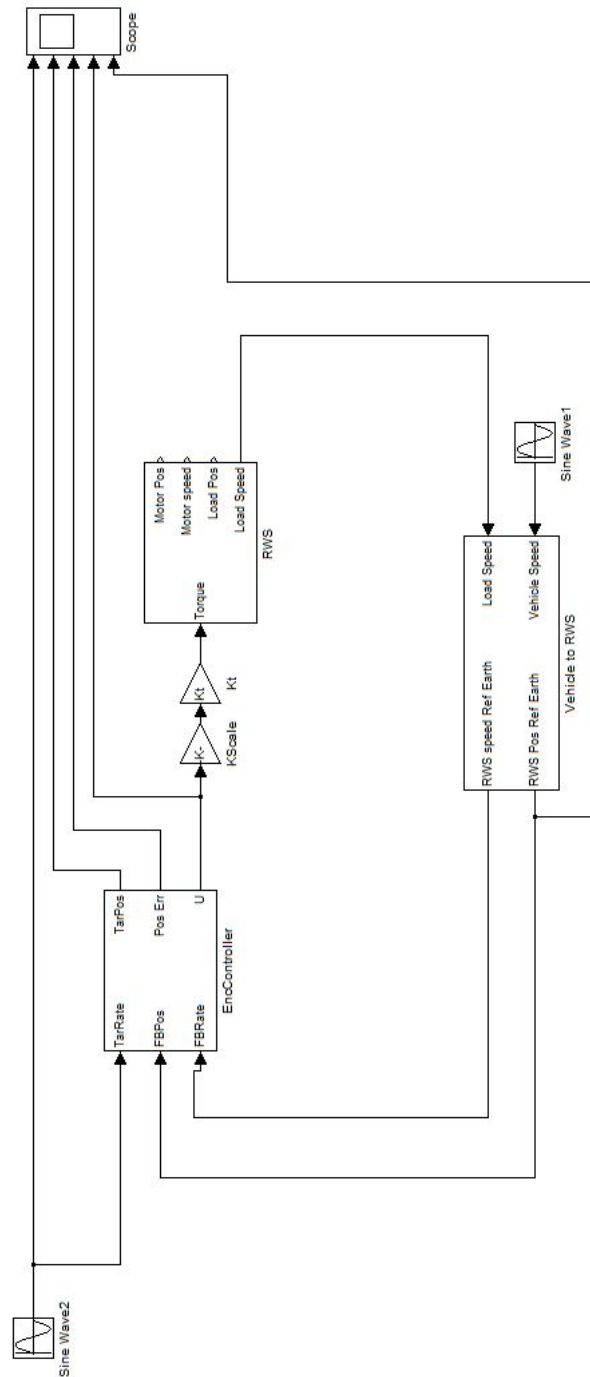 Scope
Motor Pos
Motor speed
Load Pos
Load Speed
Torque
RWS
Kt
Kt
-K-
KScale
Sine Wave1
Load Speed
Vehicle Speed
RWS speed Ref Earth
RWS Pos Ref Earth
Vehicle to RWS
TarPos
Pos Err
U
TarRate
FBPos
FBRate
EncController
Sine Wave2